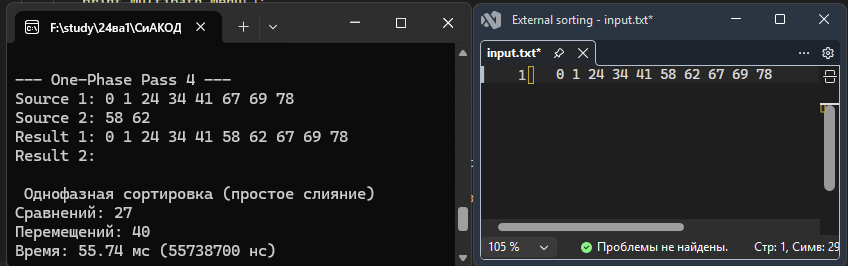 F:\study\24ва1\СиАКОД
--- One-Phase Pass 4 ---
Source 1: 0 1 24 34 41 67 69 78
Source 2: 58 62
Result 1: 0 1 24 34 41 58 62 67 69 78
Result 2:
Однофазная сортировка (простое слияние)
Сравнений: 27
Перемещений: 40
Время: 55.74 мс (55738700 нс)
External sorting - input.txt*
input.txt*
1 0 1 24 34 41 58 62 67 69 78
105 %
Проблемы не найдены.
Стр: 1, Симв: 29